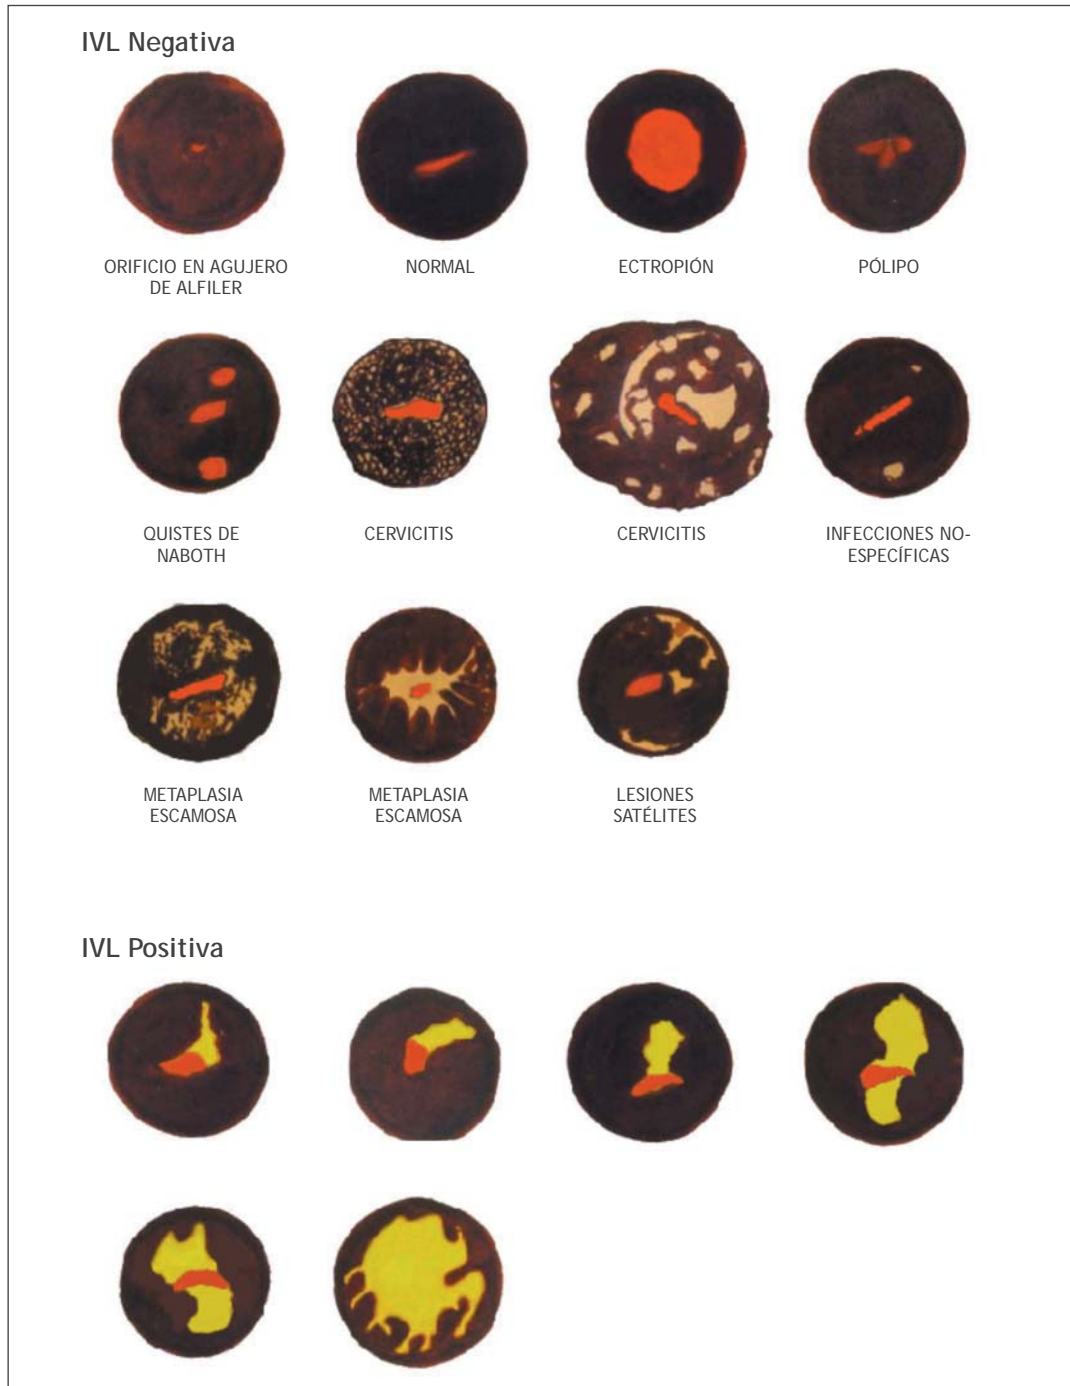 IVL Negativa
ORIFICIO EN AGUJERO
DE ALFILER
NORMAL
ECTROPIÓN
PÓLIPO
QUISTES DE
NABOTH
CERVICITIS
CERVICITIS
INFECCIONES NO-
ESPECÍFICAS
METAPLASIA
ESCAMOSA
METAPLASIA
ESCAMOSA
LESIONES
SATÉLITES
IVL Positiva